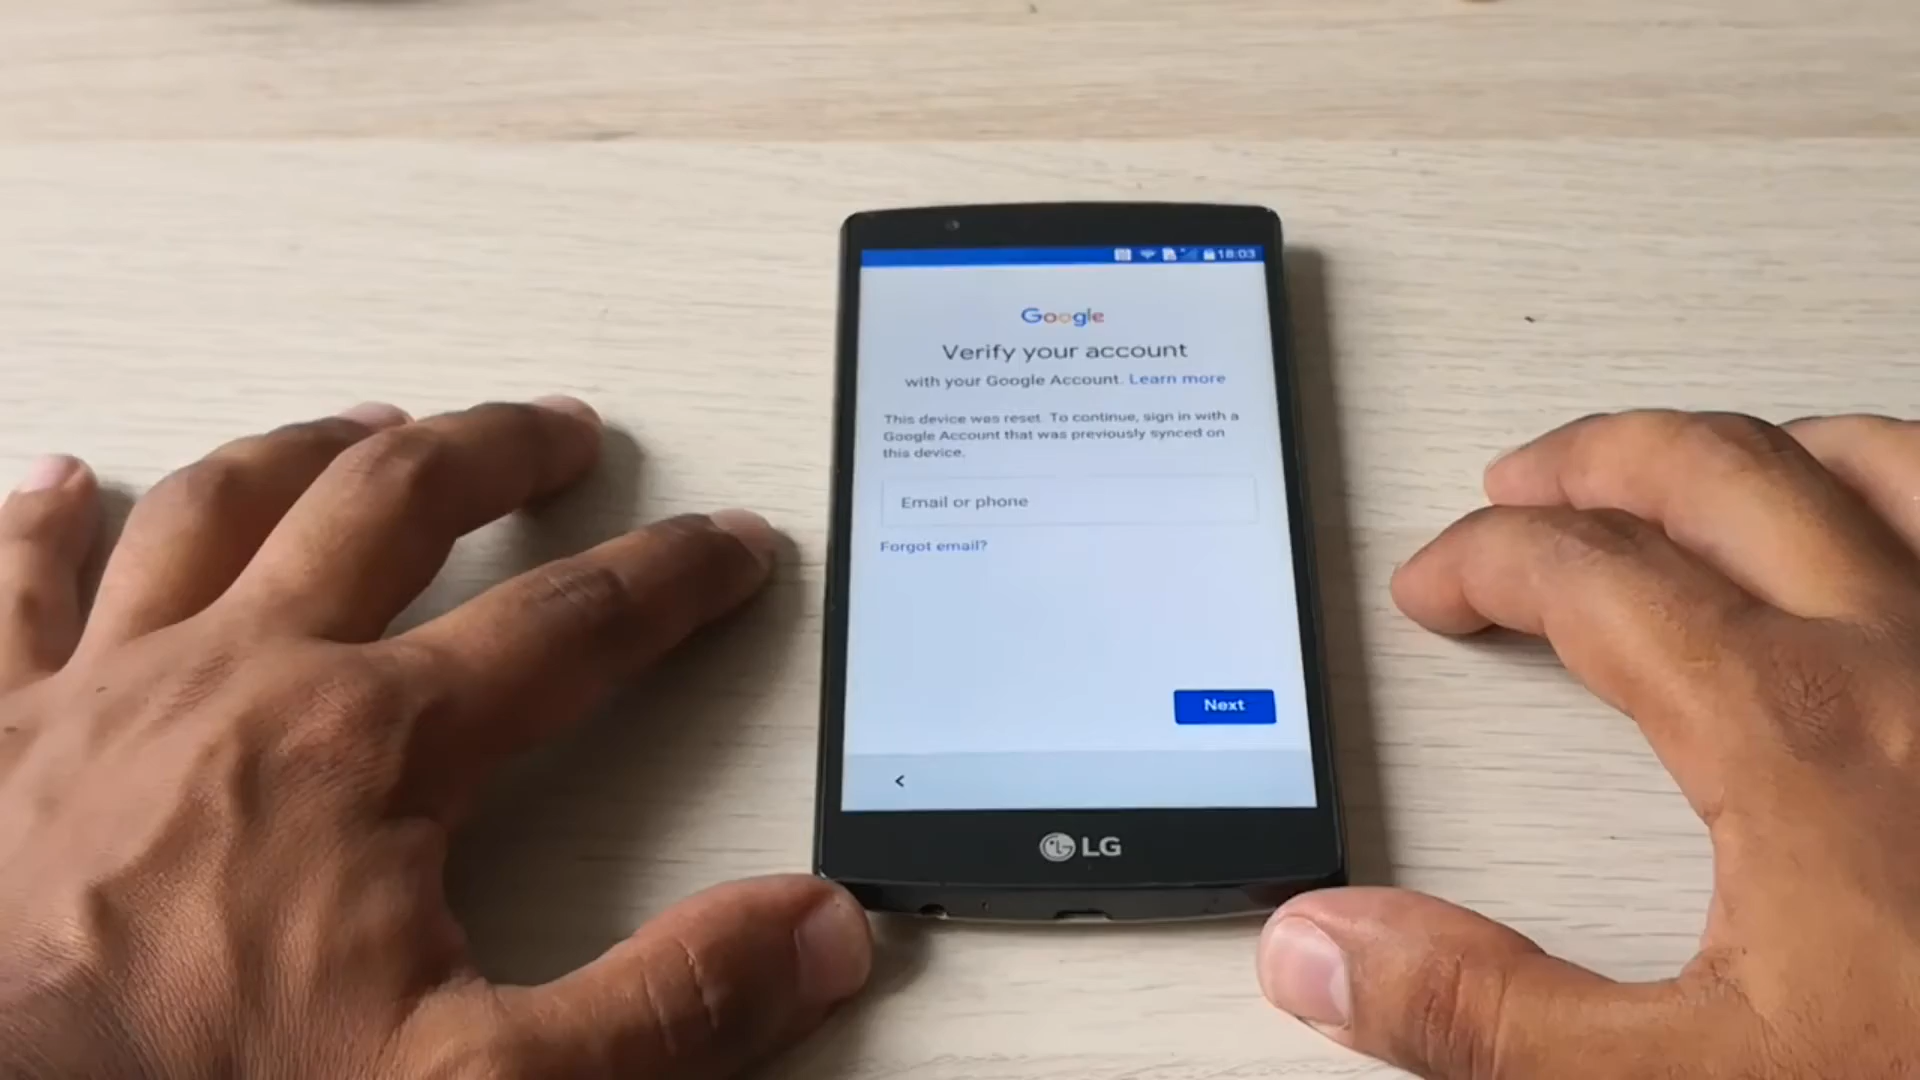 18:03
Google
Verify your account
with your Google Account. Learn more
This device was reset. To continue, sign in with a
Google Account that was previously synced on
this device.
Email or phone
Forgot email?
Next
LG